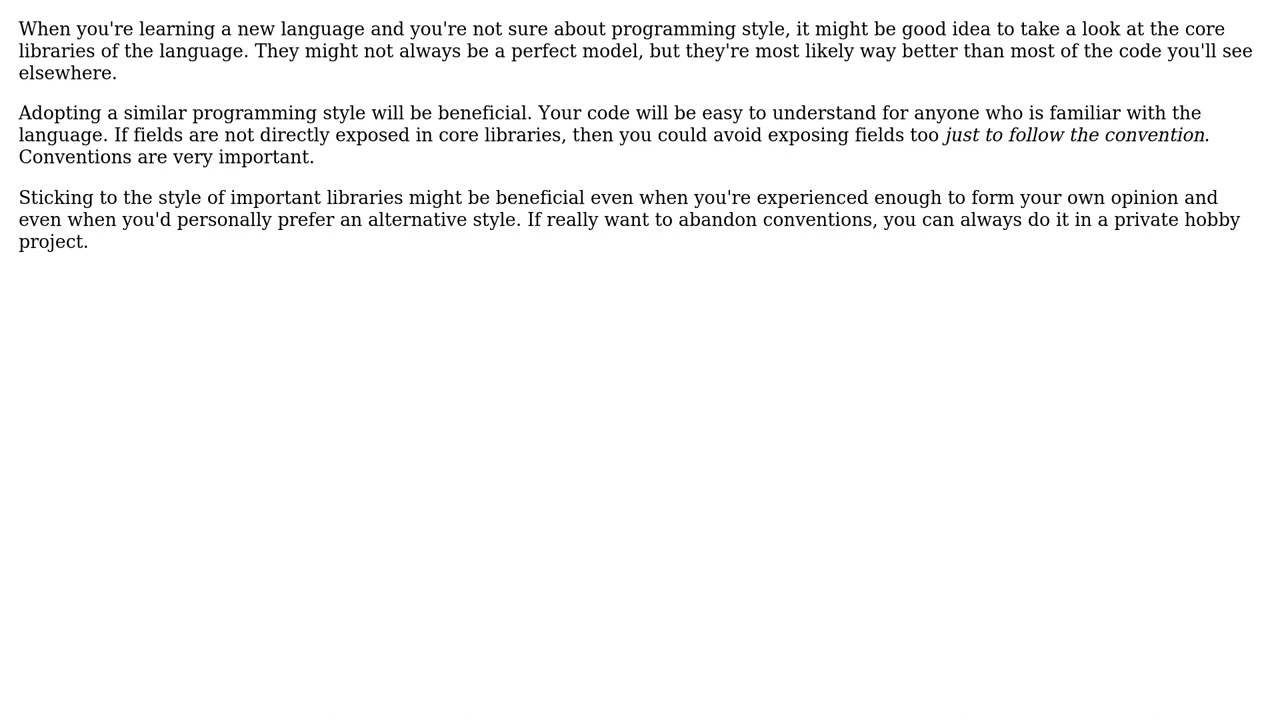 When you're learning a new language and you're not sure about programming style, it might be good idea to take a look at the core
libraries of the language. They might not always be a perfect model, but they're most likely way better than most of the code you'll see
elsewhere.
Adopting a similar programming style will be beneficial. Your code will be easy to understand for anyone who is familiar with the
language. If fields are not directly exposed in core libraries, then you could avoid exposing fields too just to follow the convention.
Conventions are very important.
Sticking to the style of important libraries might be beneficial even when you're experienced enough to form your own opinion and
even when you'd personally prefer an alternative style. If really want to abandon conventions, you can always do it in a private hobby
project.